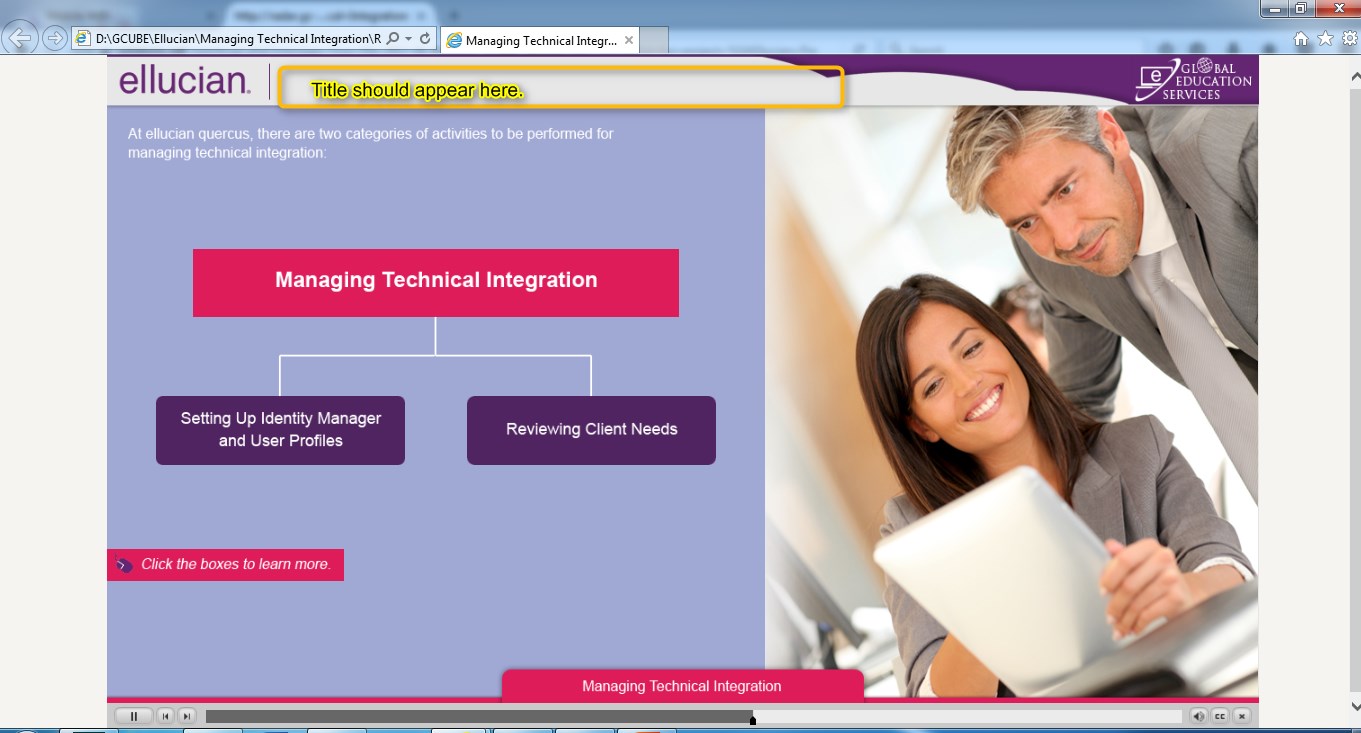 D:\GCUBE\Ellucian\Managing Technical Integration\R
Managing Technical Integr...
ellucian.
Title should appear here.
GLOBAL
EDUCATION
SERVICES
At ellucian quercus, there are two categories of activities to be performed for
managing technical integration:
Managing Technical Integration
Setting Up Identity Manager
and User Profiles
Reviewing Client Needs
Click the boxes to learn more.
Managing Technical Integration
CC